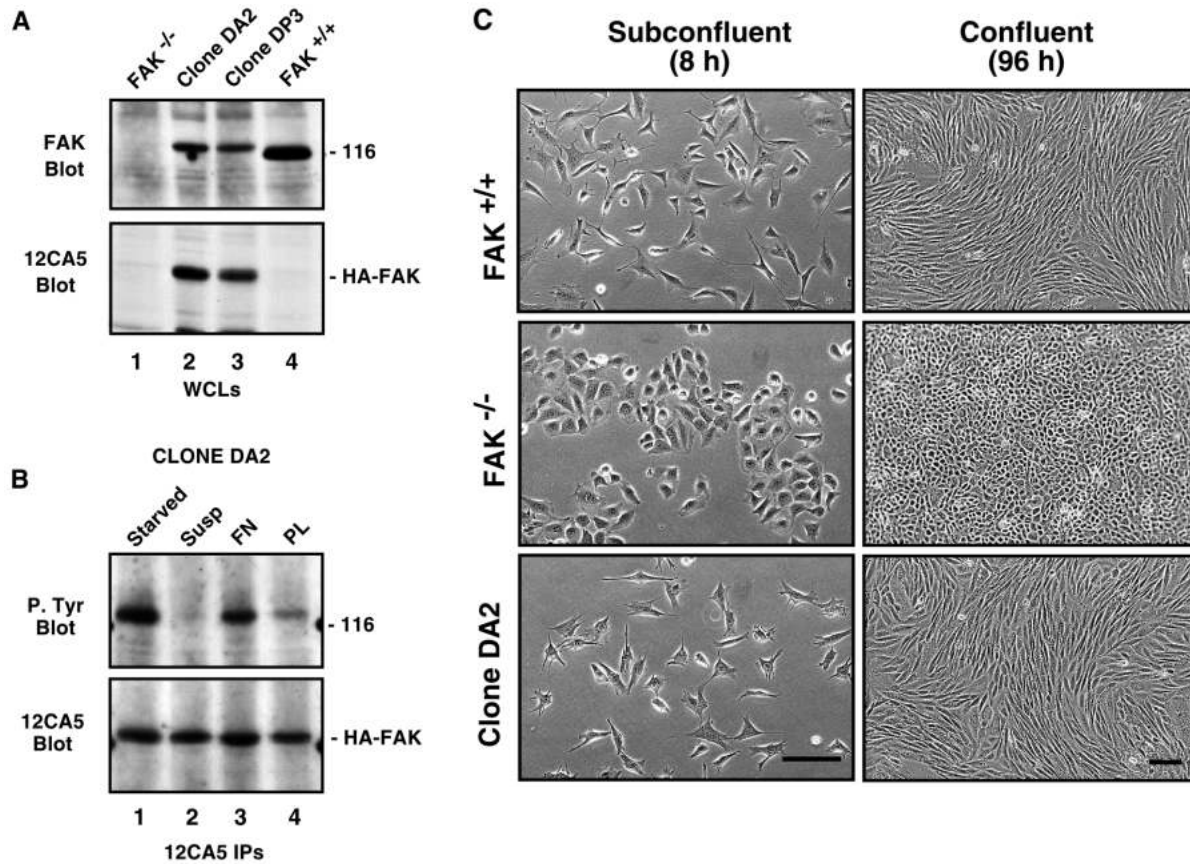 A
FAK -/-
Clone DA2
Clone DP3
FAK +/+
FAK
Blot
- 116
12CA5
Blot
- HA-FAK
1 2 3 4
WCLs
CLONE DA2
B
Starved
Susp
FN
PL
P. Tyr
Blot
- 116
12CA5
Blot
- HA-FAK
1 2 3 4
12CA5 IPs
C
Subconfluent
(8 h)
Confluent
(96 h)
FAK +/+
FAK -/-
Clone DA2